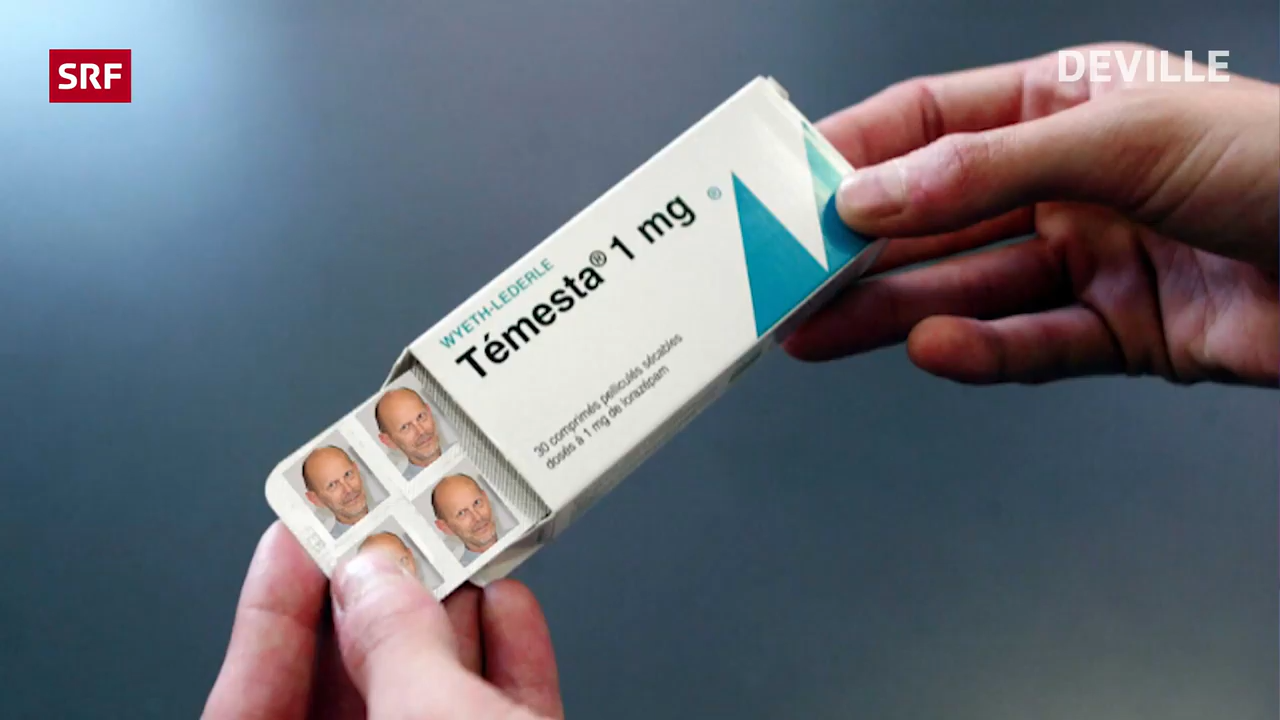 SRF
DEVILLE
WYETH-LEDERLE
Témesta® 1 mg
®
30 comprimés pelliculés sécables
dosés à 1 mg de lorazépam